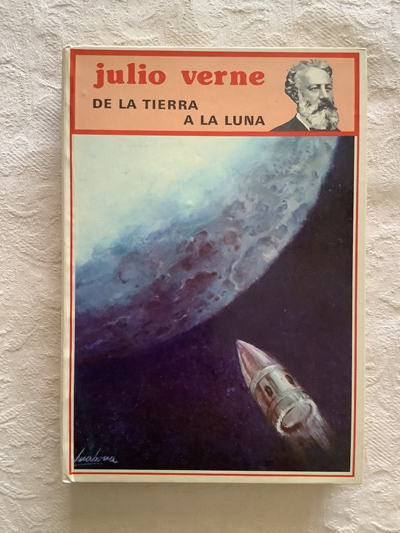 julio verne
DE LA TIERRA
A LA LUNA